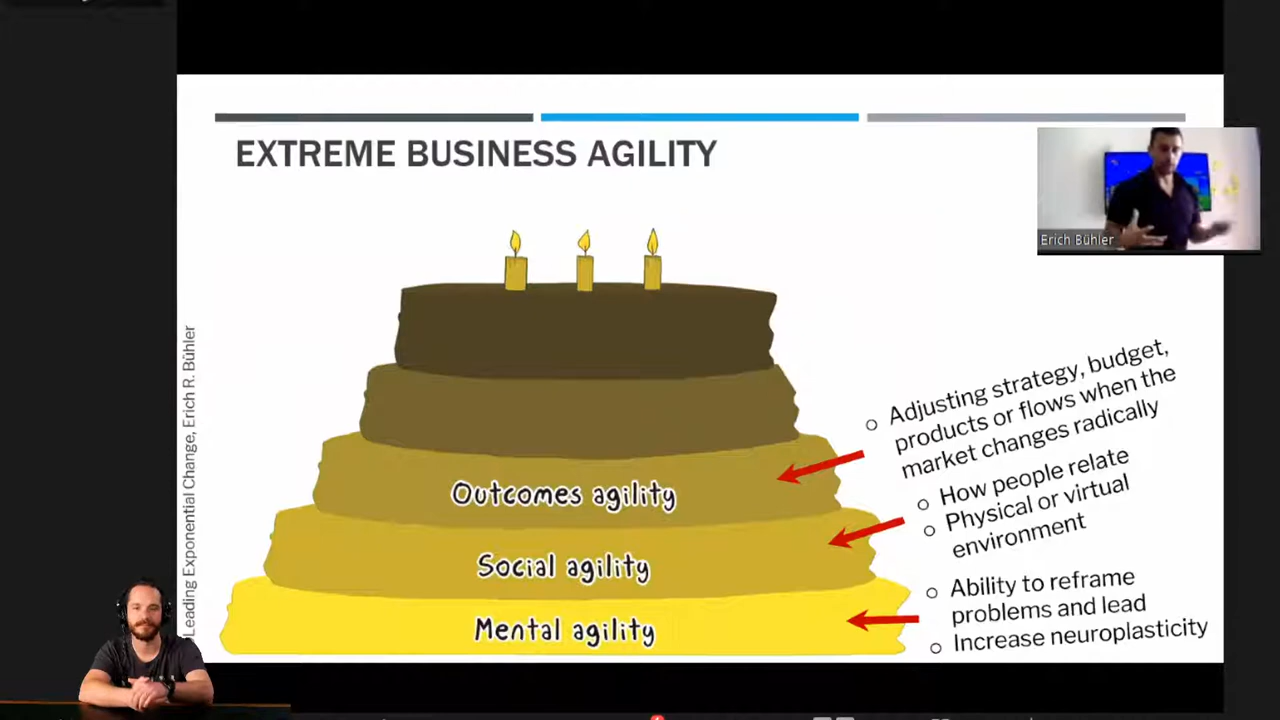 EXTREME BUSINESS AGILITY
Erich Bühler
Leading Exponential Change, Erich R. Bühler
Outcomes agility
Social agility
Mental agility
Adjusting strategy, budget,
products or flows when the
market changes radically
How people relate
Physical or virtual
environment
Ability to reframe
problems and lead
Increase neuroplasticity